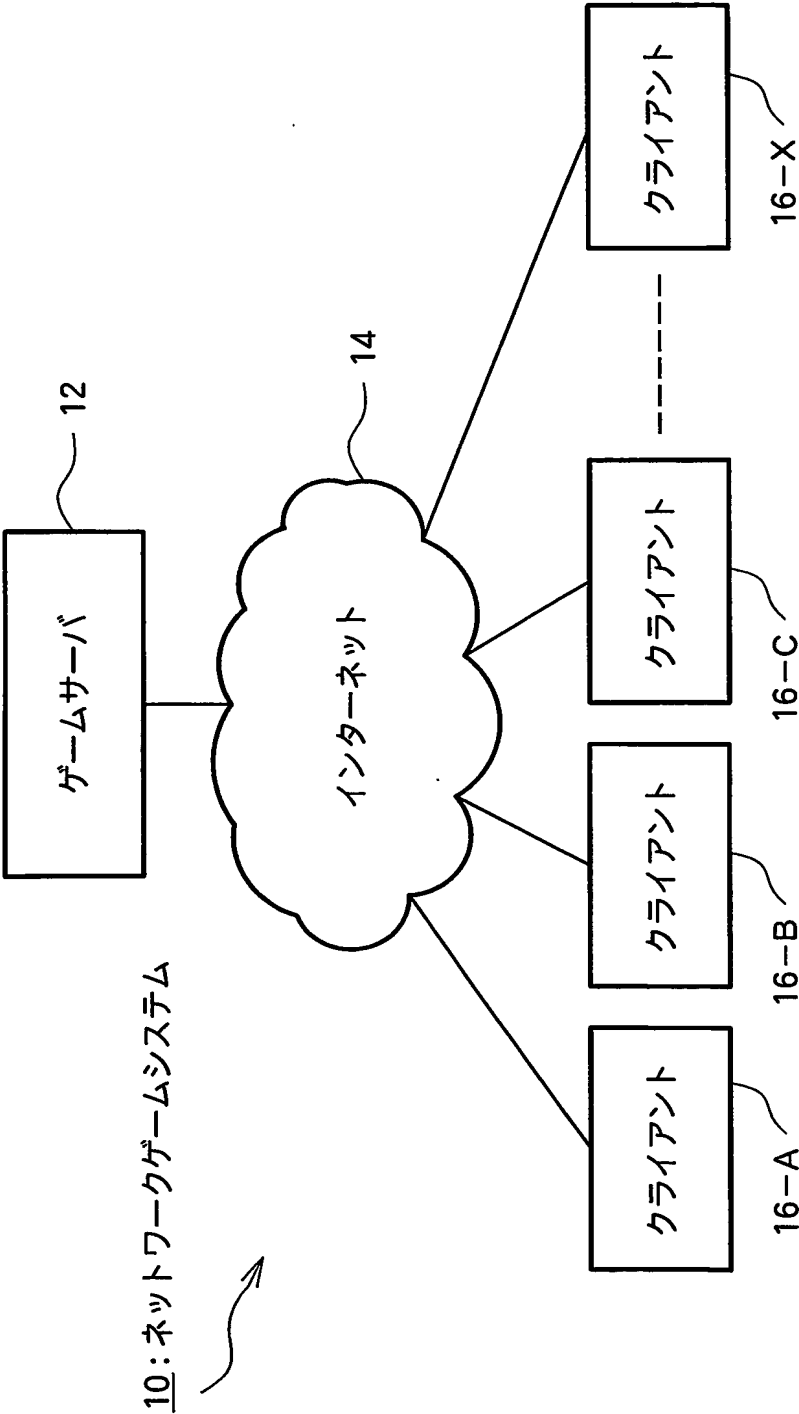 10:ネットワークゲームシステム
ゲームサーバ
12
インターネット
14
クライアント
クライアント
クライアント
クライアント
16-A
16-B
16-C
16-X